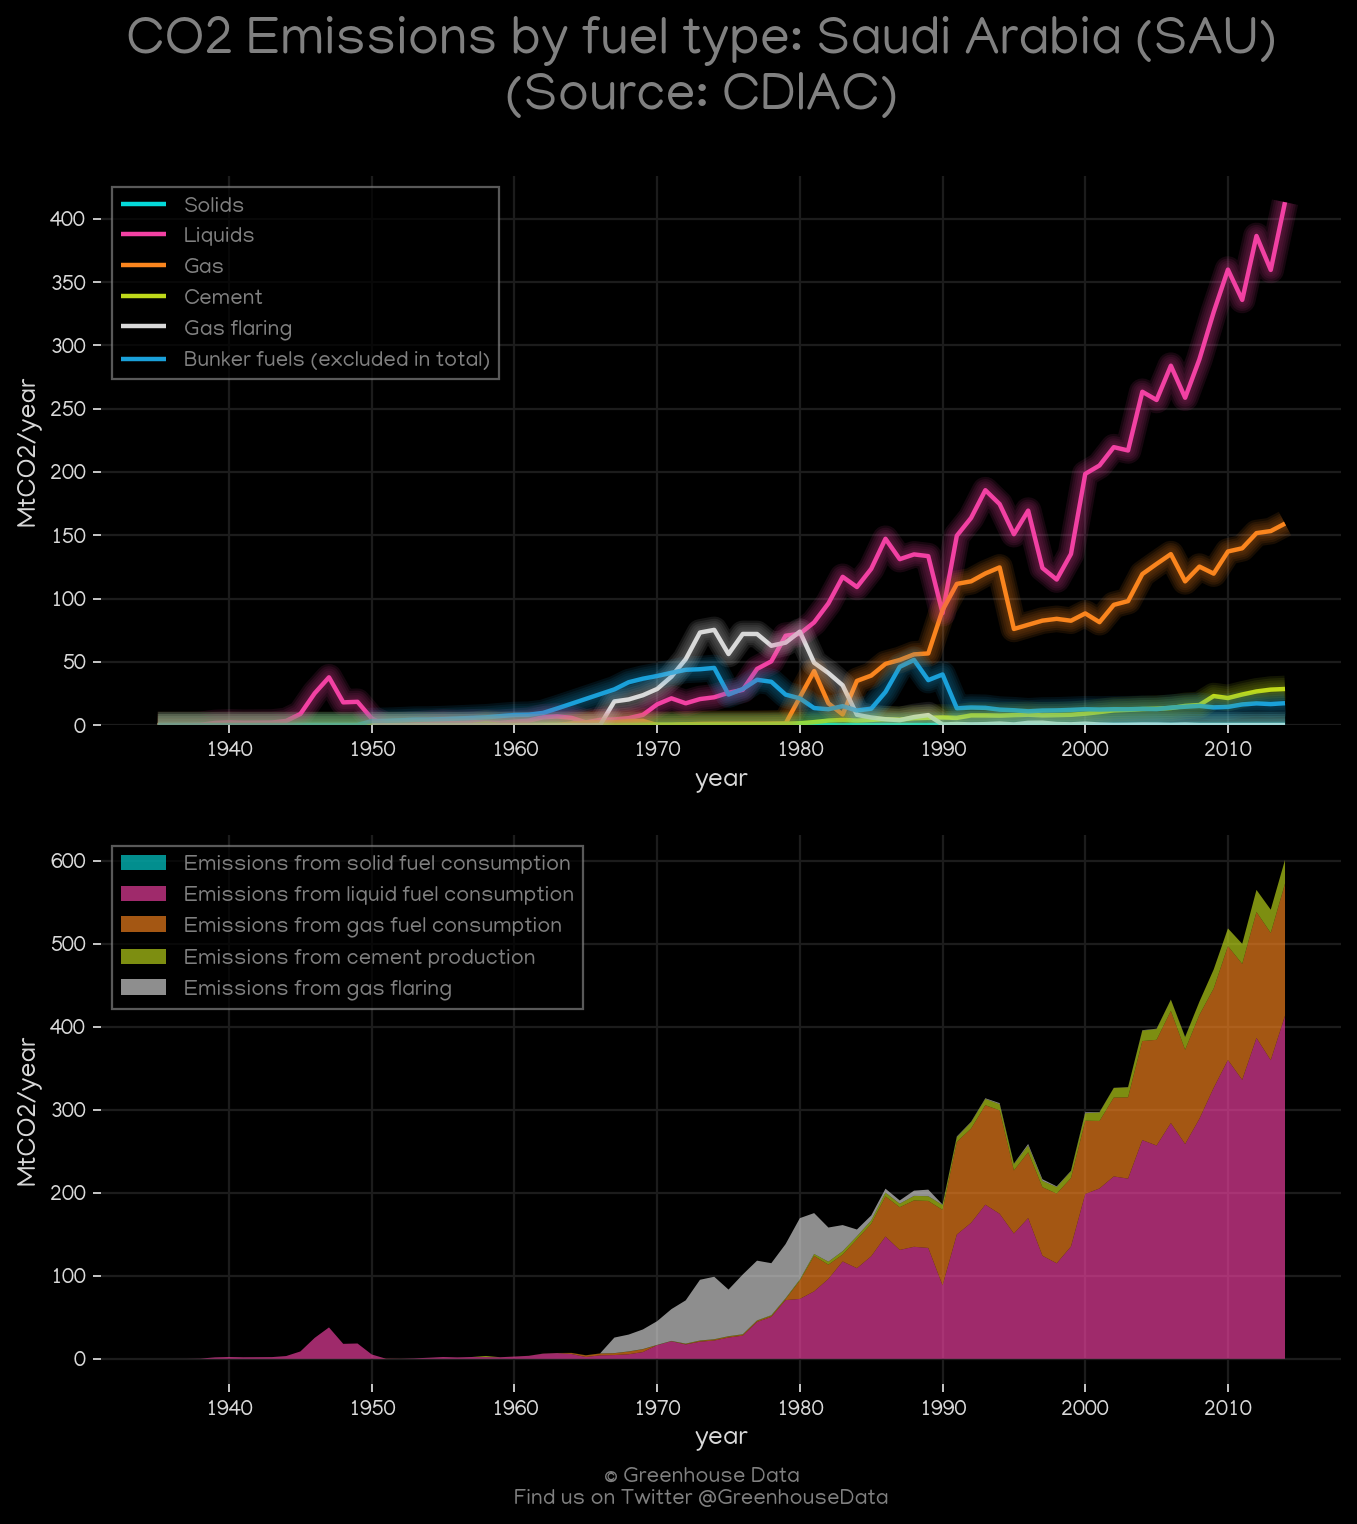 CO2 Emissions by fuel type: Saudi Arabia (SAU)
(Source: CDIAC)
Solids
Liquids
Gas
Cement
Gas flaring
Bunker fuels (excluded in total)
MtCO2/year
400
350
300
250
200
150
100
50
0
1940 1950 1960 1970 1980 1990 2000 2010
year
Emissions from solid fuel consumption
Emissions from liquid fuel consumption
Emissions from gas fuel consumption
Emissions from cement production
Emissions from gas flaring
MtCO2/year
600
500
400
300
200
100
0
1940 1950 1960 1970 1980 1990 2000 2010
year
© Greenhouse Data
Find us on Twitter @GreenhouseData